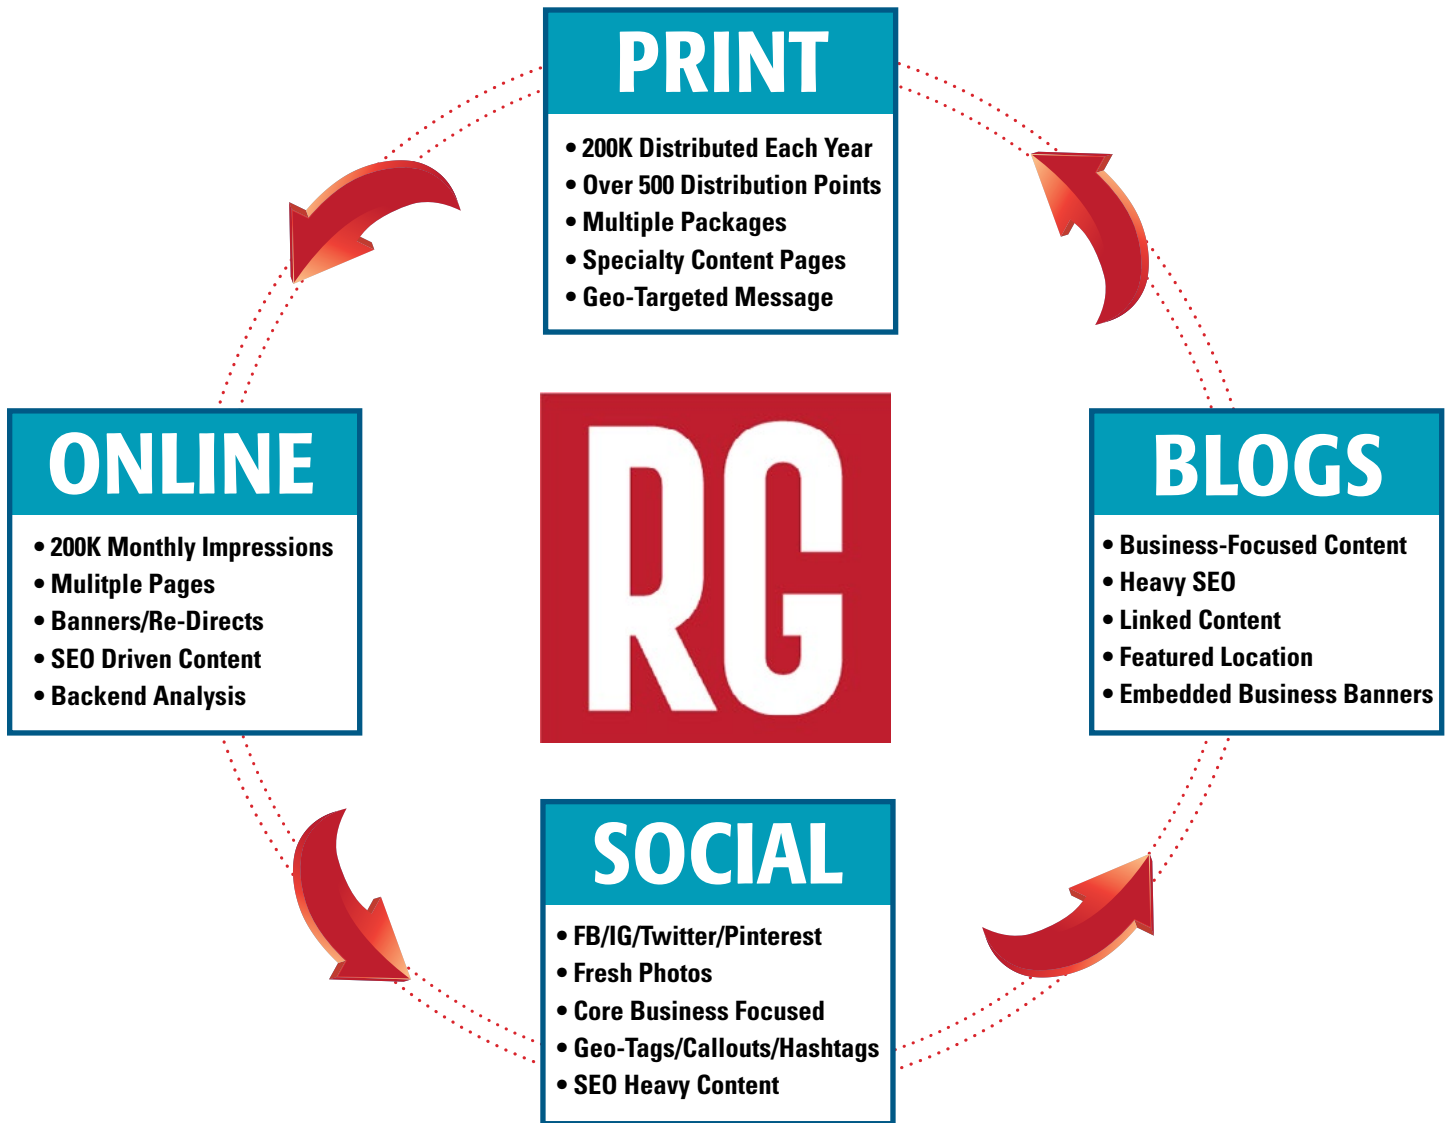 PRINT
• 200K Distributed Each Year
• Over 500 Distribution Points
• Multiple Packages
• Specialty Content Pages
• Geo-Targeted Message
ONLINE
• 200K Monthly Impressions
• Mulitple Pages
• Banners/Re-Directs
• SEO Driven Content
• Backend Analysis
RG
BLOGS
• Business-Focused Content
• Heavy SEO
• Linked Content
• Featured Location
• Embedded Business Banners
SOCIAL
• FB/IG/Twitter/Pinterest
• Fresh Photos
• Core Business Focused
• Geo-Tags/Callouts/Hashtags
• SEO Heavy Content